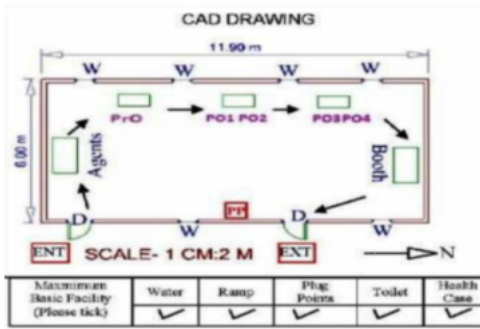 CAD DRAWING
11.90 m
W W W W
PrO PO1 PO2 PO3PO4
6.00 m
Agents
Booth
D PP D
W W
ENT SCALE- 1 CM:2 M EXT N
Maxmimum Basic Facility (Please tick) Water Ramp Plug Points Toilet Health Case